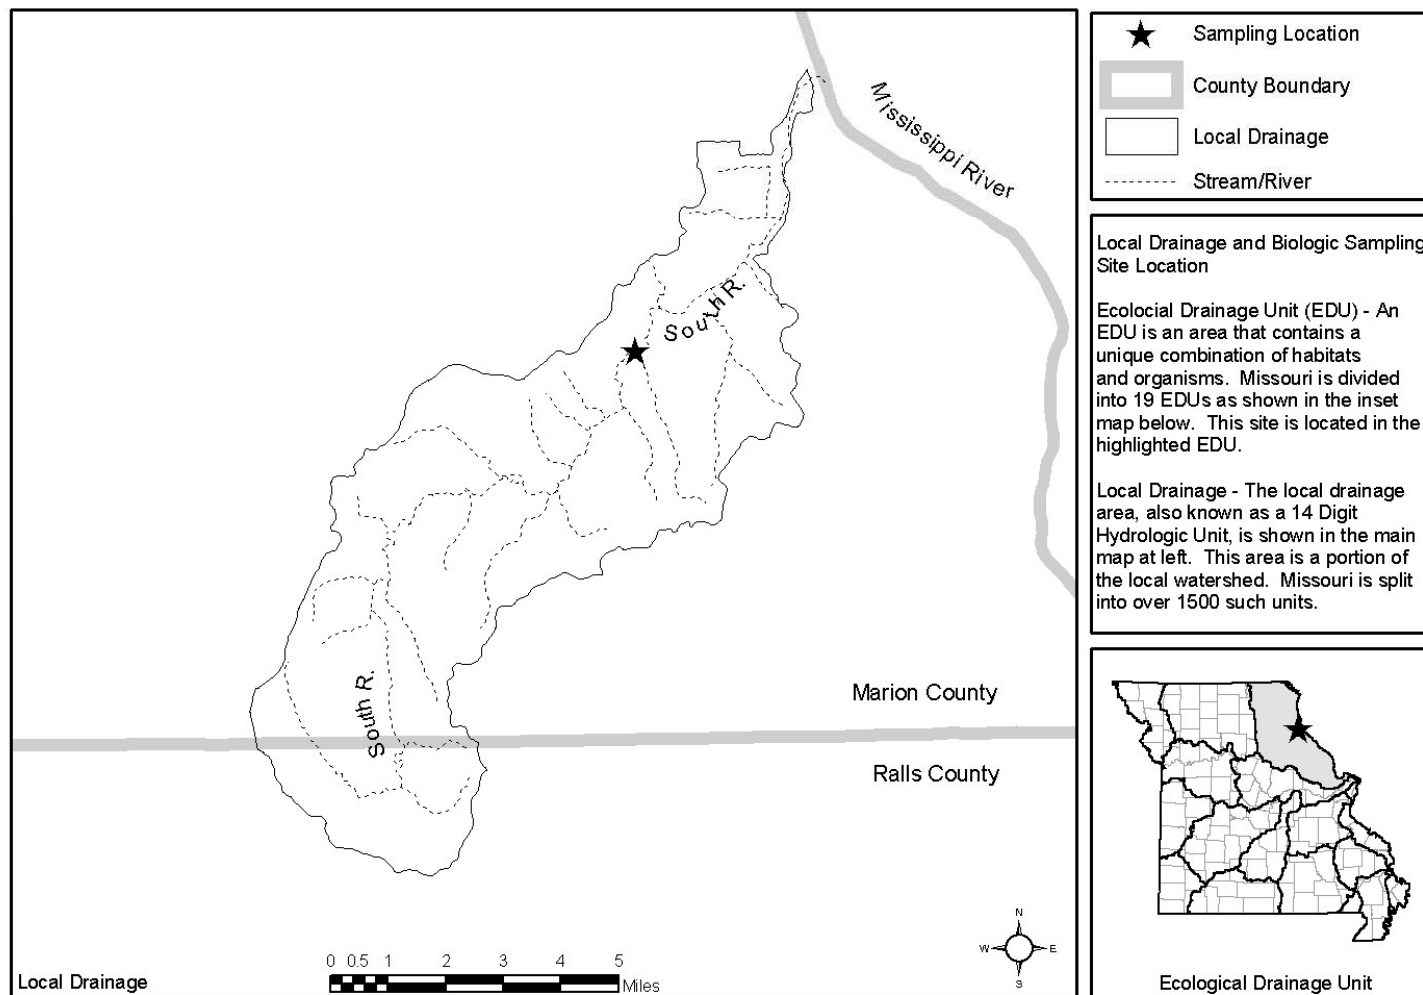 Mississippi River
South R.
South R.
Marion County
Ralls County
0 0.5 1 2 3 4 5
Miles
N
W E
S
Local Drainage
Sampling Location
County Boundary
Local Drainage
Stream/River
Local Drainage and Biologic Sampling
Site Location
Ecolocial Drainage Unit (EDU) - An
EDU is an area that contains a
unique combination of habitats
and organisms. Missouri is divided
into 19 EDUs as shown in the inset
map below. This site is located in the
highlighted EDU.
Local Drainage - The local drainage
area, also known as a 14 Digit
Hydrologic Unit, is shown in the main
map at left. This area is a portion of
the local watershed. Missouri is split
into over 1500 such units.
Ecological Drainage Unit